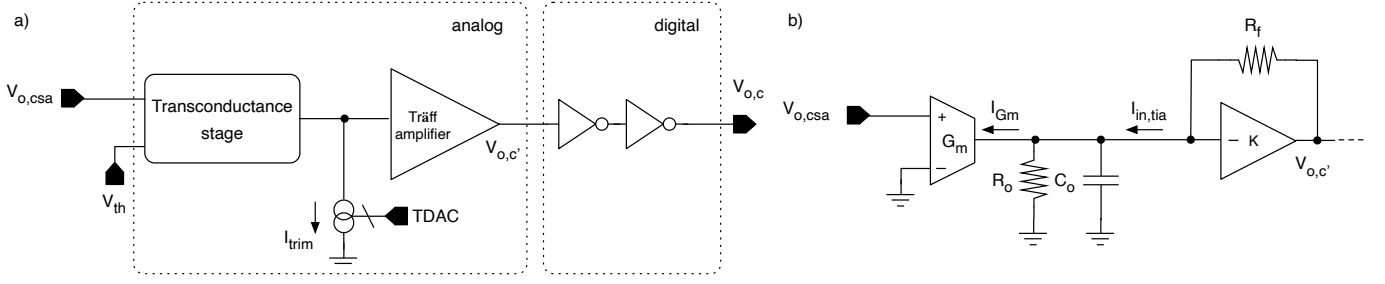 a)
analog
digital
V_o,csa
V_th
Transconductance
stage
I_trim
TDAC
Träff
amplifier
V_o,c'
V_o,c
b)
V_o,csa
+
G_m
−
I_Gm
R_o
C_o
I_in,tia
R_f
− K
V_o,c'